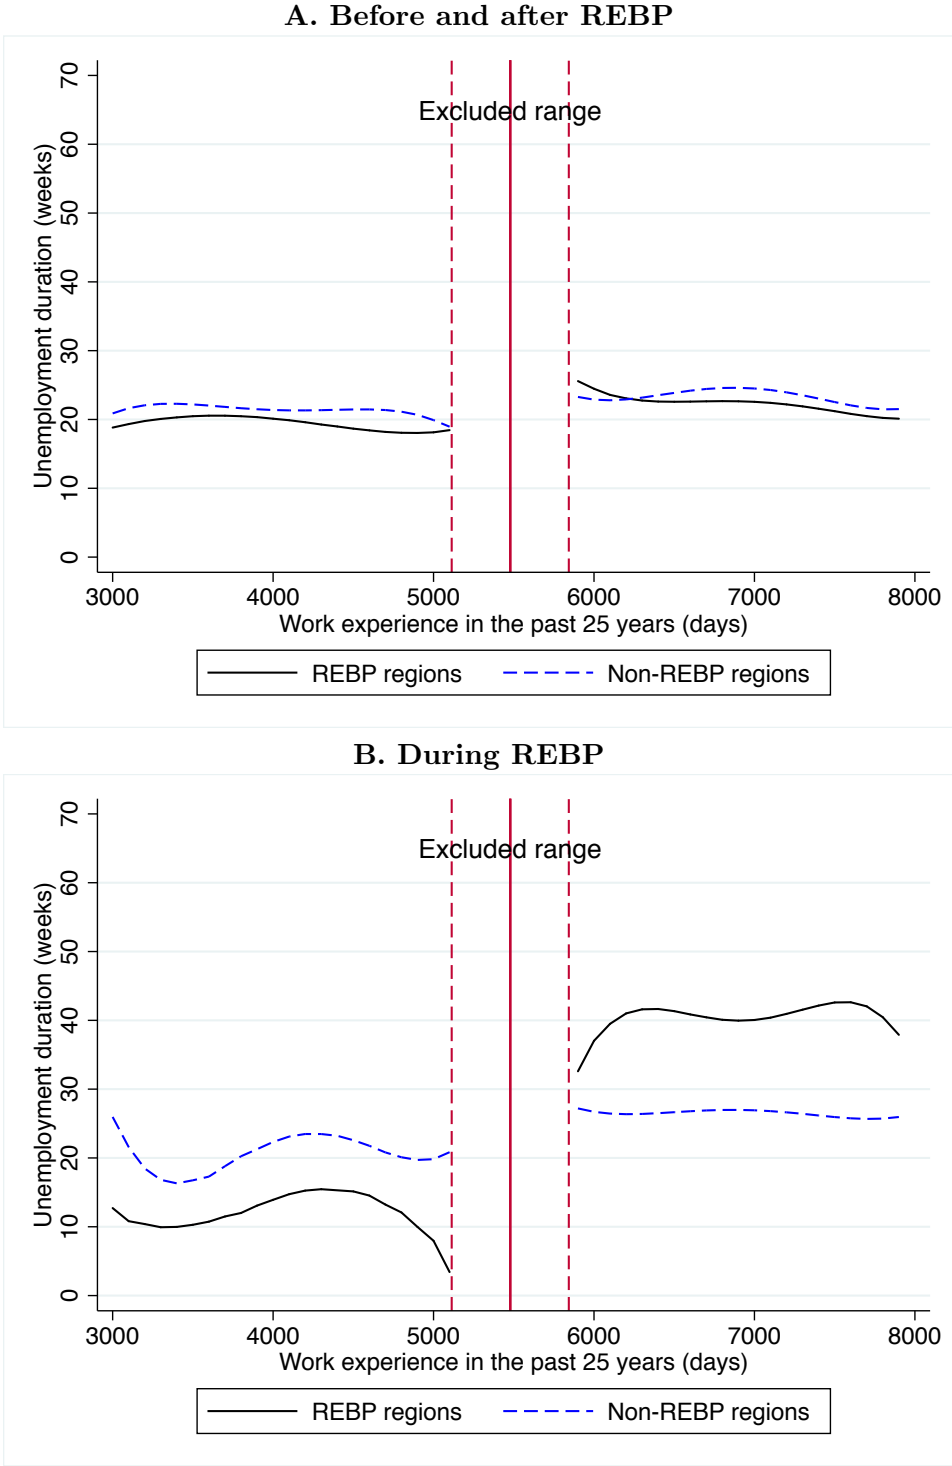 A. Before and after REBP
Excluded range
Unemployment duration (weeks)
70
60
50
40
30
20
10
0
3000 4000 5000 6000 7000 8000
Work experience in the past 25 years (days)
REBP regions Non-REBP regions
B. During REBP
Excluded range
Unemployment duration (weeks)
70
60
50
40
30
20
10
0
3000 4000 5000 6000 7000 8000
Work experience in the past 25 years (days)
REBP regions Non-REBP regions